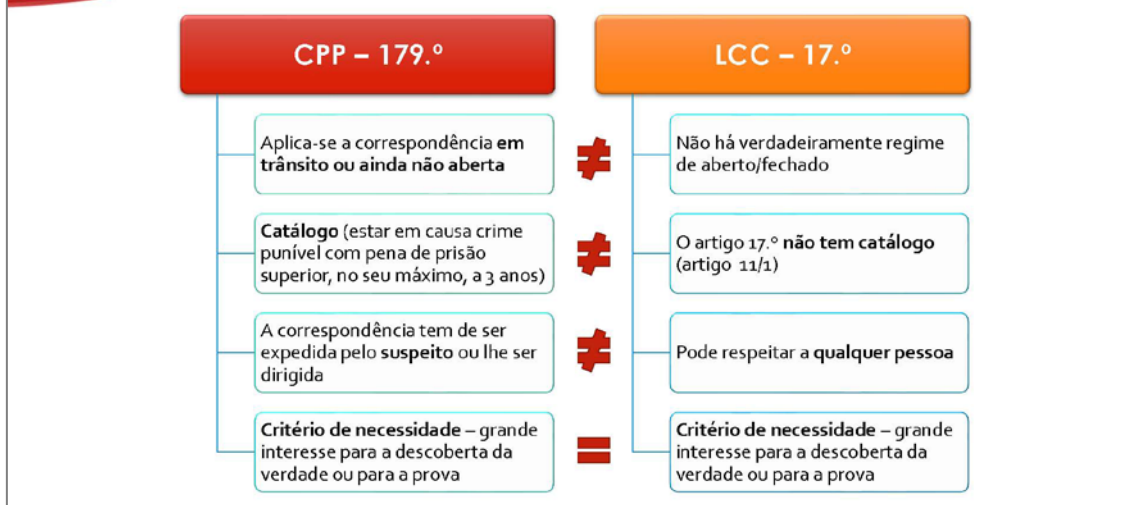 CPP – 179.º
LCC – 17.º
Aplica-se a correspondência em
trânsito ou ainda não aberta
≠
Não há verdadeiramente regime
de aberto/fechado
Catálogo (estar em causa crime
punível com pena de prisão
superior, no seu máximo, a 3 anos)
≠
O artigo 17.º não tem catálogo
(artigo 11/1)
A correspondência tem de ser
expedida pelo suspeito ou lhe ser
dirigida
≠
Pode respeitar a qualquer pessoa
Critério de necessidade – grande
interesse para a descoberta da
verdade ou para a prova
=
Critério de necessidade – grande
interesse para a descoberta da
verdade ou para a prova